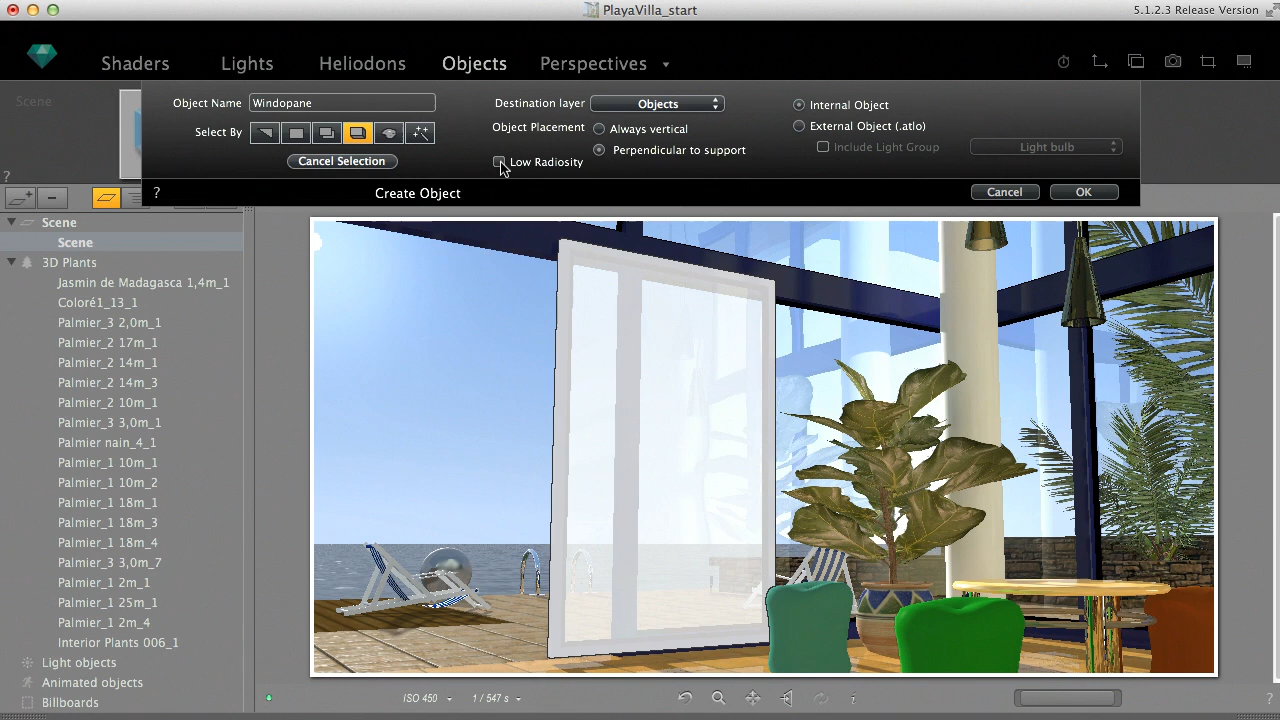 PlayaVilla_start
5.1.2.3 Release Version
Shaders
Lights
Heliodons
Objects
Perspectives
Scene
Object Name
Windopane
Select By
Cancel Selection
Destination layer
Objects
Object Placement
Always vertical
Perpendicular to support
Low Radiosity
Internal Object
External Object (.atlo)
Include Light Group
Light bulb
?
?
Create Object
Cancel
OK
Scene
Scene
3D Plants
Jasmin de Madagasca 1,4m_1
Coloré1_13_1
Palmier_3 2,0m_1
Palmier_2 17m_1
Palmier_2 14m_1
Palmier_2 14m_3
Palmier_2 10m_1
Palmier_3 3,0m_1
Palmier nain_4_1
Palmier_1 10m_1
Palmier_1 10m_2
Palmier_1 18m_1
Palmier_1 18m_3
Palmier_1 18m_4
Palmier_3 3,0m_7
Palmier_1 2m_1
Palmier_1 25m_1
Palmier_1 2m_4
Interior Plants 006_1
Light objects
Animated objects
Billboards
ISO 450
1 / 547 s
i
?